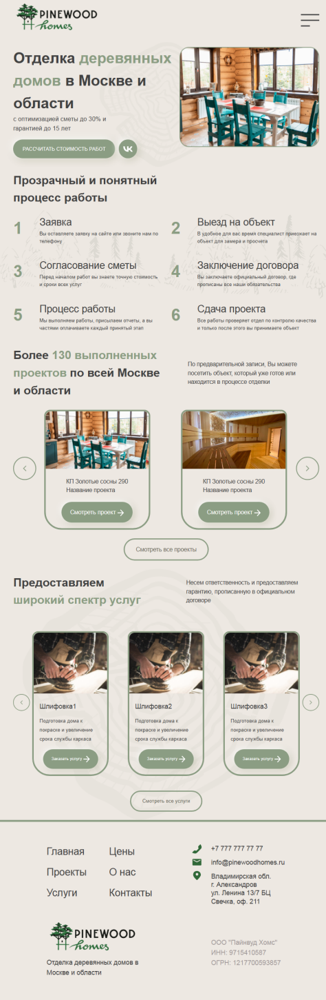 PINEWOOD
homes
Отделка деревянных
домов в Москве и
области
с оптимизацией сметы до 30% и
гарантией до 15 лет
РАССЧИТАТЬ СТОИМОСТЬ РАБОТ
Прозрачный и понятный
процесс работы
1
Заявка
Вы оставляете заявку на сайте или звоните нам по
телефону
2
Выезд на объект
В удобное для вас время специалист приезжает на
объект для замера и просчета
3
Согласование сметы
Перед началом работ вы знаете точную стоимость
и сроки всех услуг
4
Заключение договора
Вы заключаете официальный договор, где
прописаны все наши обязательства
5
Процесс работы
Мы выполняем работы, присылаем отчеты, а вы
частями оплачиваете каждый принятый этап
6
Сдача проекта
Все работы проверяет отдел по контролю качества
и только после этого вы принимаете объект
Более 130 выполненных
проектов по всей Москве
и области
По предварительной записи, Вы можете
посетить объект, который уже готов или
находится в процессе отделки
КП Золотые сосны 290
Название проекта
Смотреть проект
КП Золотые сосны 290
Название проекта
Смотреть проект
Смотреть все проекты
Предоставляем
широкий спектр услуг
Несем ответственность и предоставляем
гарантию, прописанную в официальном
договоре
Шлифовка1
Подготовка дома к
покраске и увеличение
срока службы каркаса
Заказать услугу
Шлифовка2
Подготовка дома к
покраске и увеличение
срока службы каркаса
Заказать услугу
Шлифовка3
Подготовка дома к
покраске и увеличение
срока службы каркаса
Заказать услугу
Смотреть все услуги
Главная
Проекты
Услуги
Цены
О нас
Контакты
+7 777 777 77 77
info@pinewoodhomes.ru
Владимирская обл.
г. Александров
ул. Ленина 13/7 БЦ
Свечка, оф. 211
PINEWOOD
homes
Отделка деревянных домов в
Москве и области
ООО "Пайнвуд Хомс"
ИНН: 9715410587
ОГРН: 1217700593857